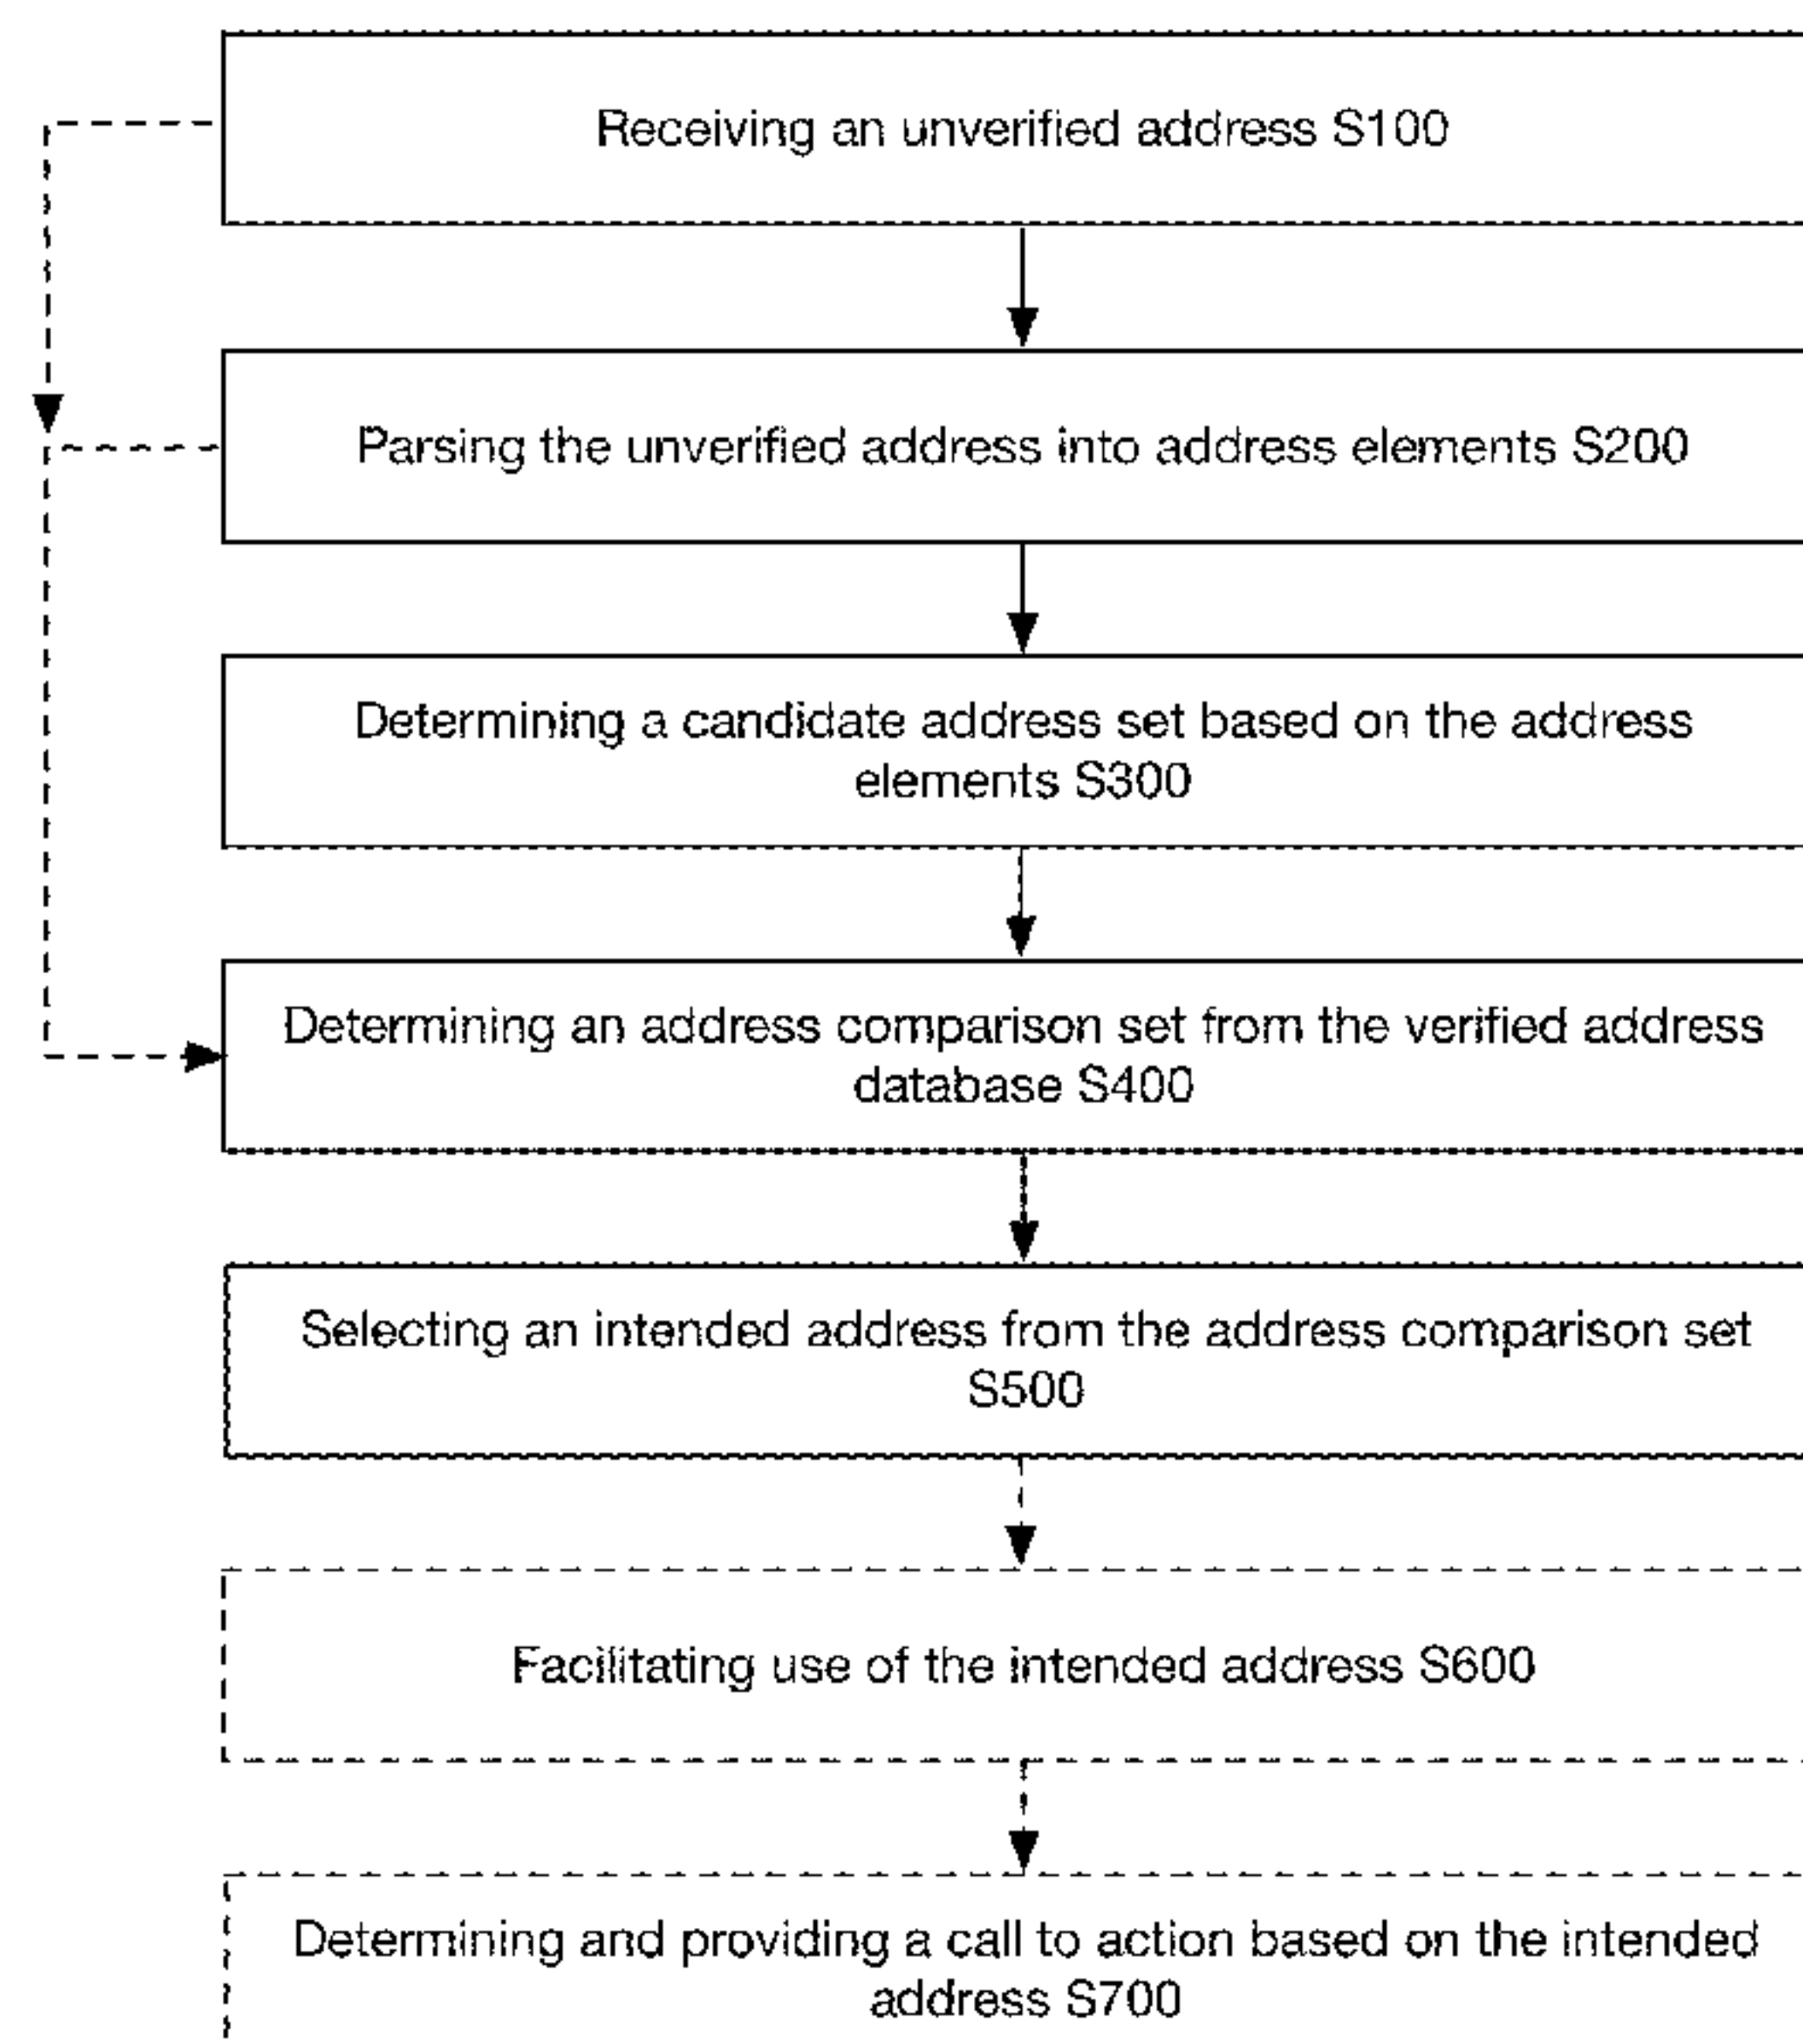 Receiving an unverified address S100
Parsing the unverified address into address elements S200
Determining a candidate address set based on the address
elements S300
Determining an address comparison set from the verified address
database S400
Selecting an intended address from the address comparison set
S500
Facilitating use of the intended address S600
Determining and providing a call to action based on the intended
address S700